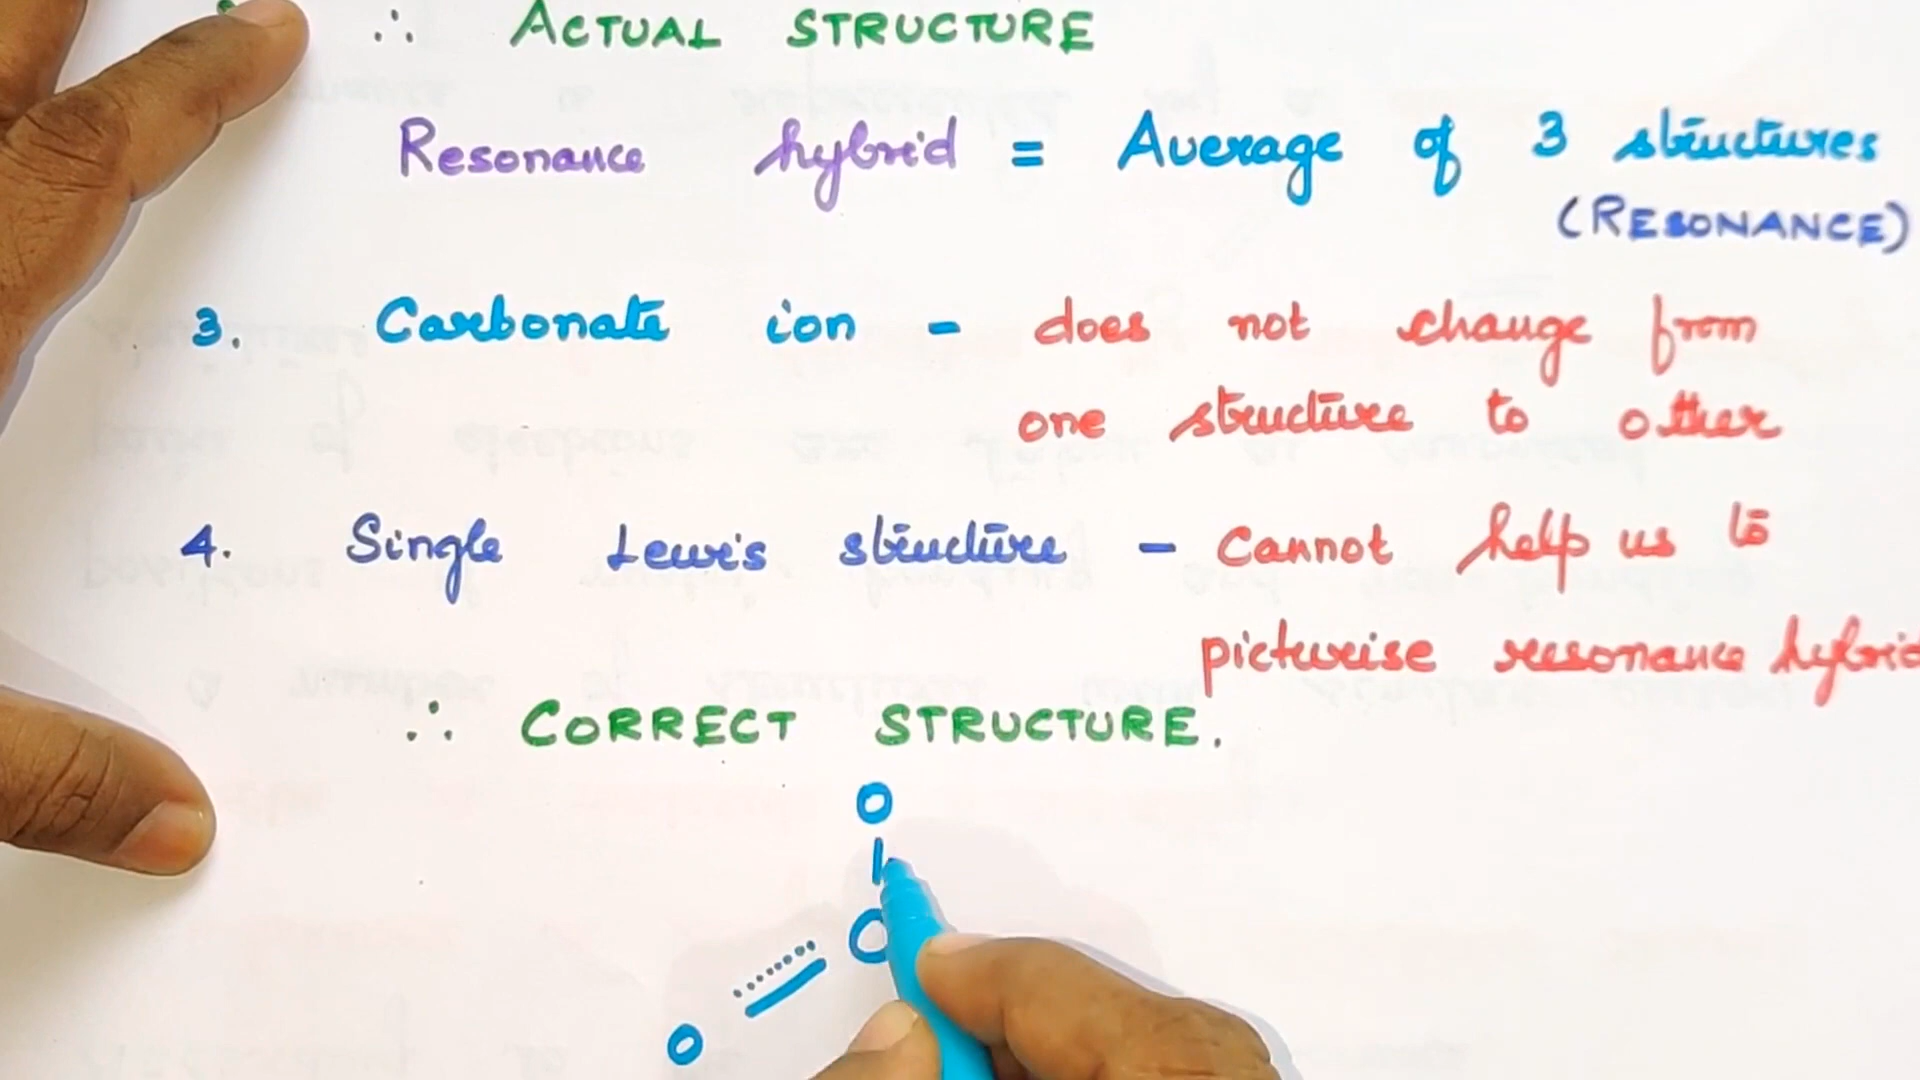 ∴ ACTUAL STRUCTURE
Resonance hybrid = Average of 3 structures
(RESONANCE)
3. Carbonate ion - does not change from
one structure to other
4. Single Lewis structure - Cannot help us to
picturise resonance hybrid
∴ CORRECT STRUCTURE.
O
O